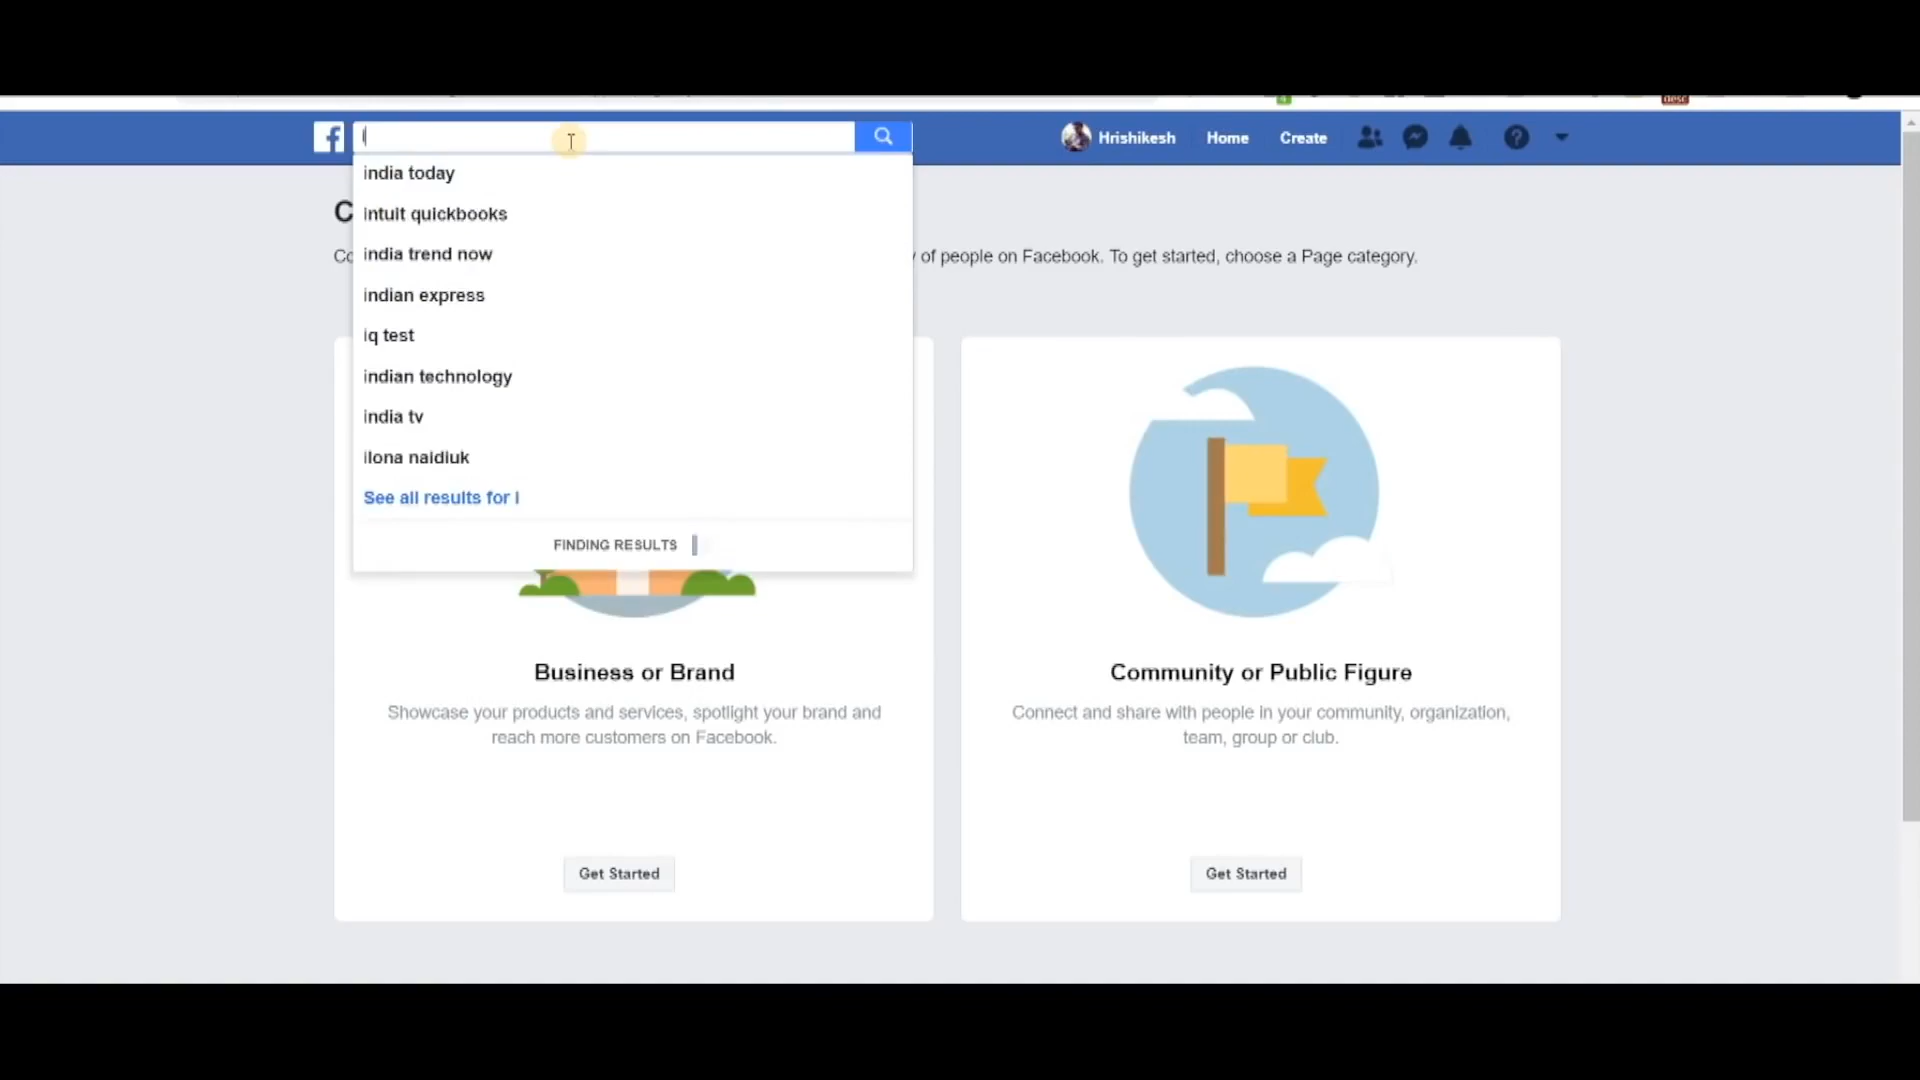 i
Hrishikesh
Home
Create
india today
intuit quickbooks
india trend now
indian express
iq test
indian technology
india tv
ilona naidiuk
See all results for i
FINDING RESULTS
C
of people on Facebook. To get started, choose a Page category.
Business or Brand
Showcase your products and services, spotlight your brand and
reach more customers on Facebook.
Get Started
Community or Public Figure
Connect and share with people in your community, organization,
team, group or club.
Get Started